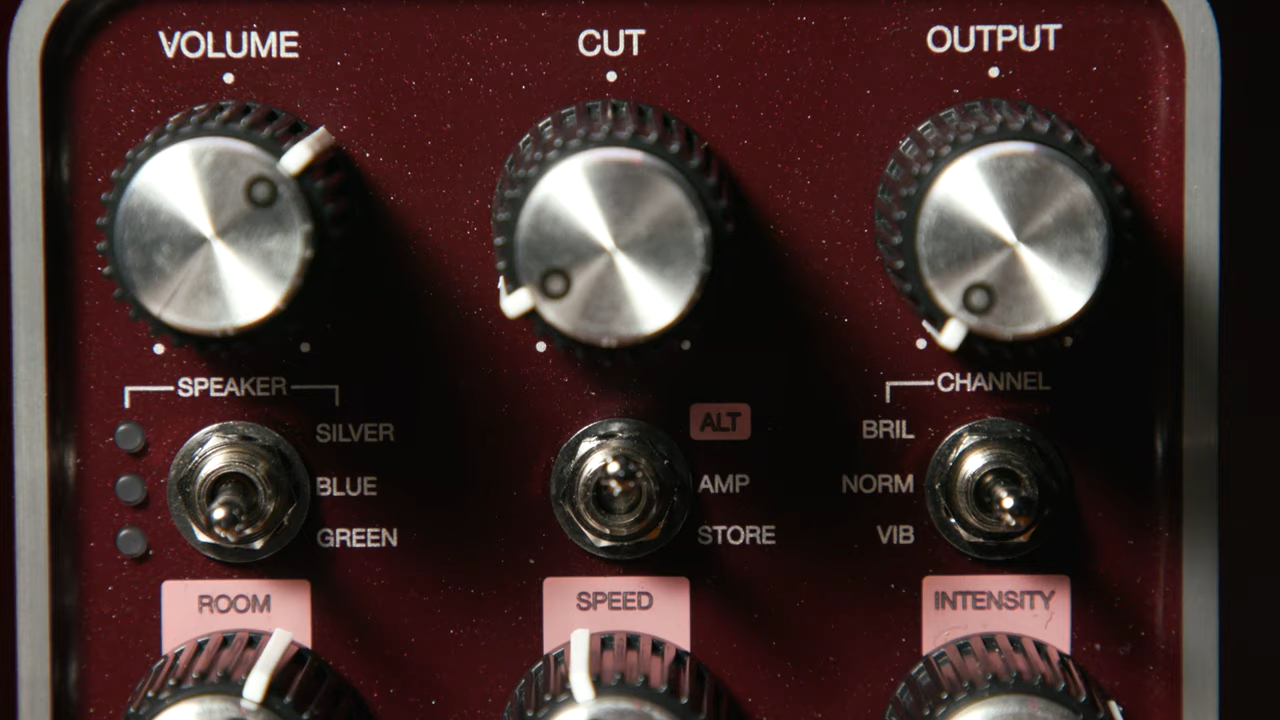 VOLUME CUT OUTPUT
SPEAKER CHANNEL
SILVER ALT BRIL
BLUE AMP NORM
GREEN STORE VIB
ROOM SPEED INTENSITY